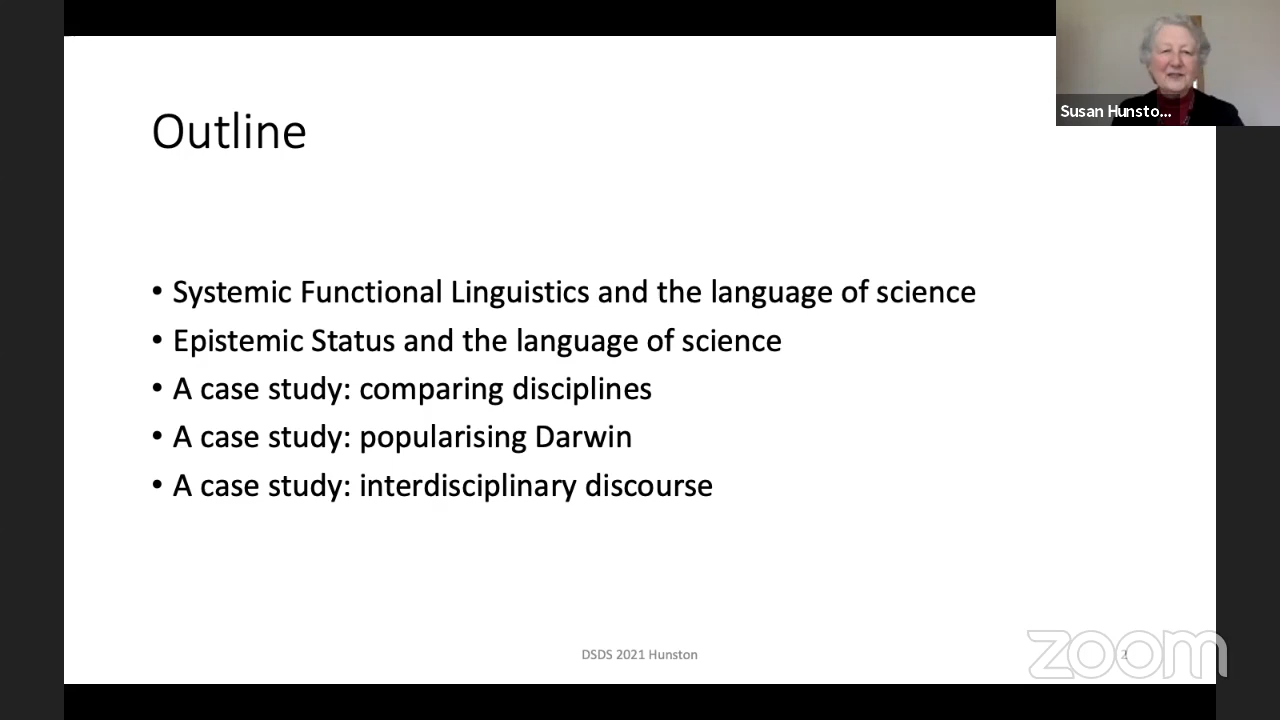 Susan Hunsto...
Outline
• Systemic Functional Linguistics and the language of science
• Epistemic Status and the language of science
• A case study: comparing disciplines
• A case study: popularising Darwin
• A case study: interdisciplinary discourse
DSDS 2021 Hunston
2
zoom